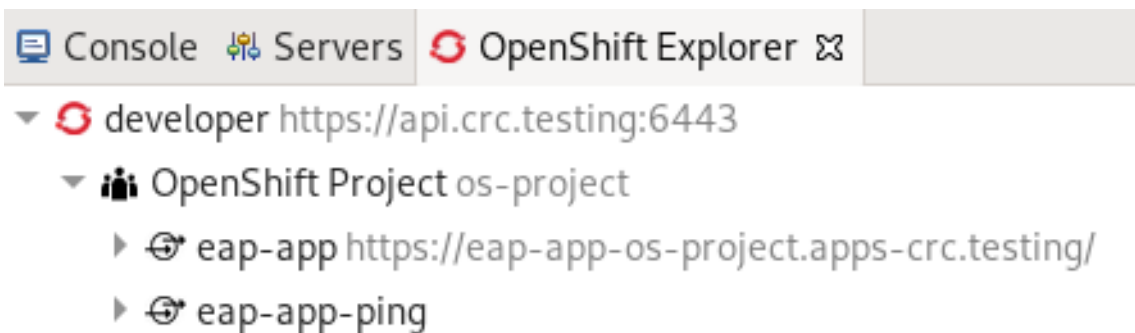 Console Servers OpenShift Explorer
developer https://api.crc.testing:6443
OpenShift Project os-project
eap-app https://eap-app-os-project.apps-crc.testing/
eap-app-ping